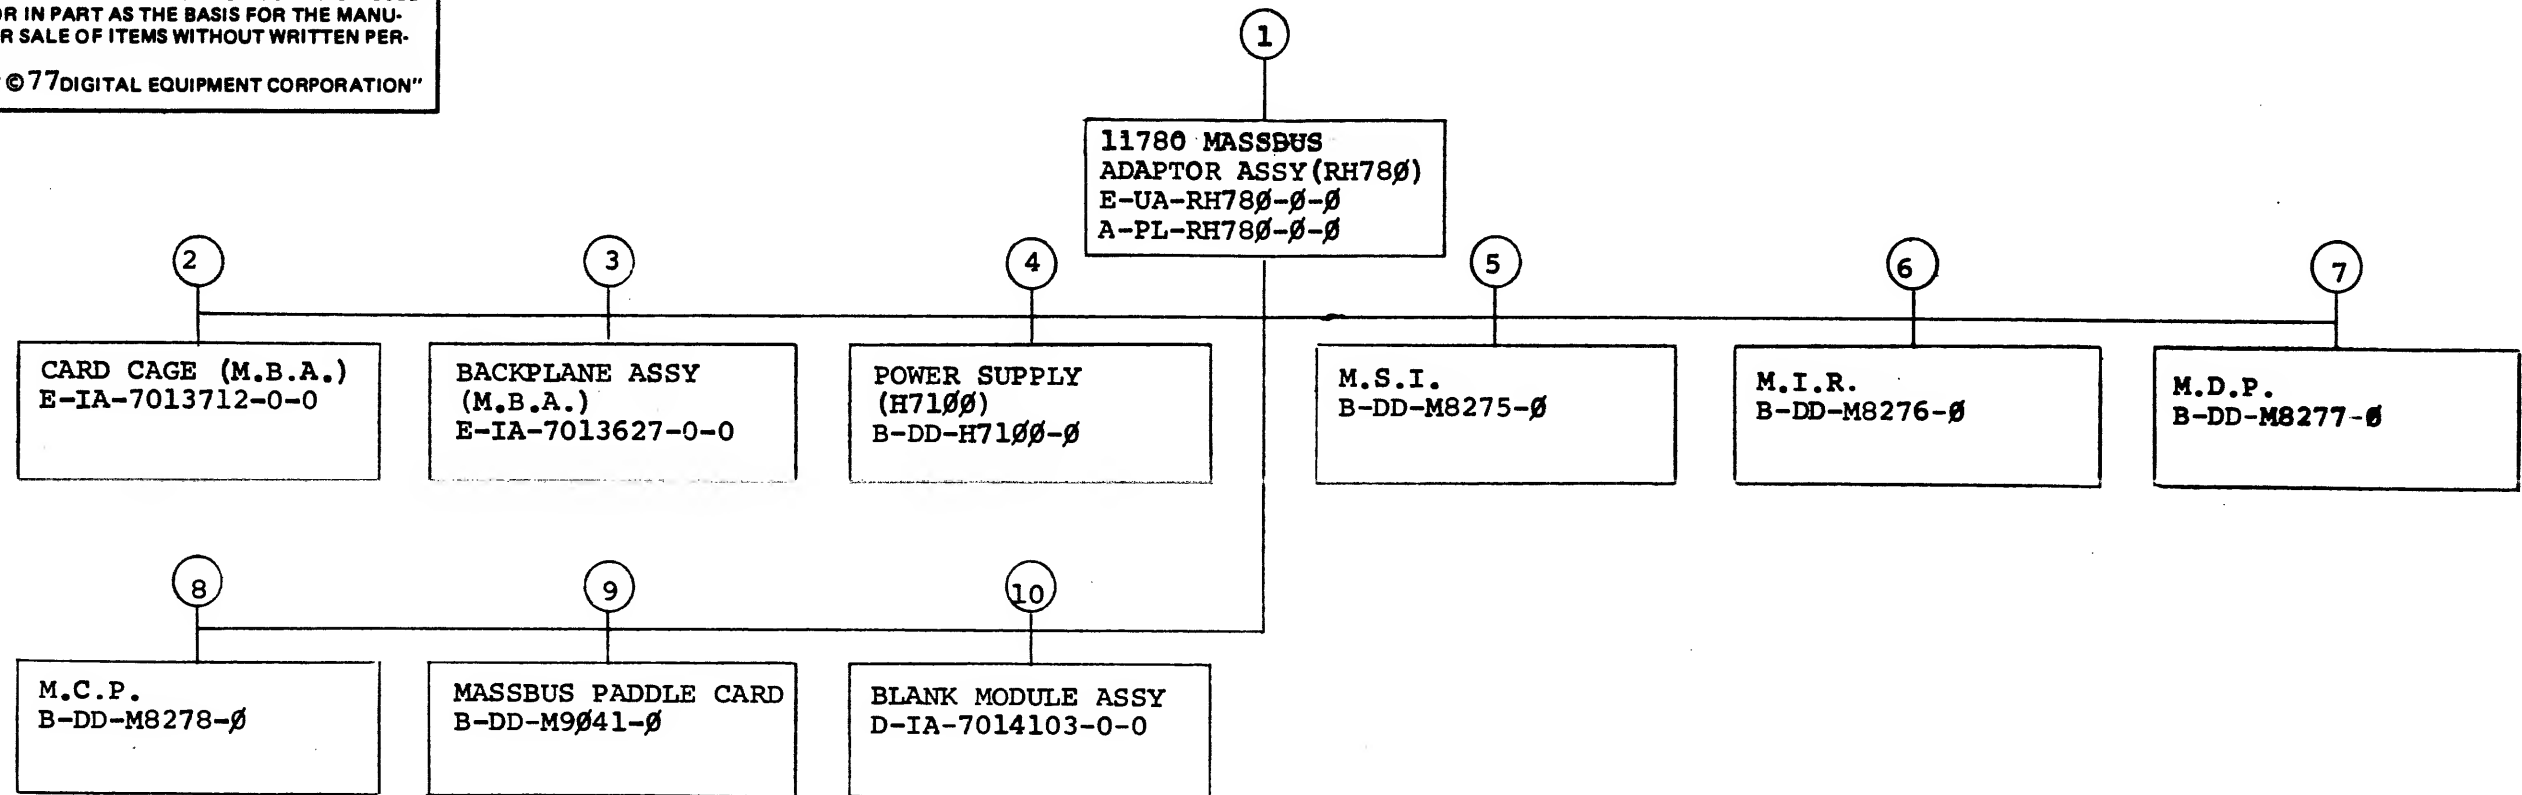 OR IN PART AS THE BASIS FOR THE MANU-
R SALE OF ITEMS WITHOUT WRITTEN PER-
©77 DIGITAL EQUIPMENT CORPORATION"
1
11780 MASSBUS
ADAPTOR ASSY(RH78Ø)
E-UA-RH78Ø-Ø-Ø
A-PL-RH78Ø-Ø-Ø
2
3
4
5
6
7
CARD CAGE (M.B.A.)
E-IA-7013712-0-0
BACKPLANE ASSY
(M.B.A.)
E-IA-7013627-0-0
POWER SUPPLY
(H71ØØ)
B-DD-H71ØØ-Ø
M.S.I.
B-DD-M8275-Ø
M.I.R.
B-DD-M8276-Ø
M.D.P.
B-DD-M8277-Ø
8
9
10
M.C.P.
B-DD-M8278-Ø
MASSBUS PADDLE CARD
B-DD-M9Ø41-Ø
BLANK MODULE ASSY
D-IA-7014103-0-0